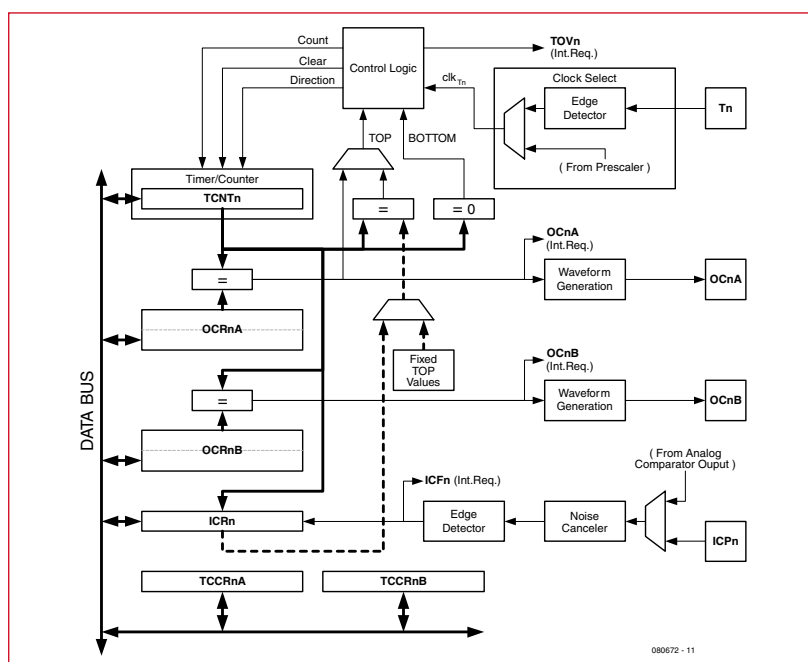 Count
Clear
Direction
Control Logic
TOVn
(Int.Req.)
clkTn
Clock Select
Edge
Detector
Tn
( From Prescaler )
TOP
BOTTOM
Timer/Counter
TCNTn
=
= 0
=
OCRnA
OCnA
(Int.Req.)
Waveform
Generation
OCnA
Fixed
TOP
Values
DATA BUS
=
OCRnB
OCnB
(Int.Req.)
Waveform
Generation
OCnB
( From Analog
Comparator Ouput )
ICFn (Int.Req.)
ICRn
Edge
Detector
Noise
Canceler
ICPn
TCCRnA
TCCRnB
080672 - 11